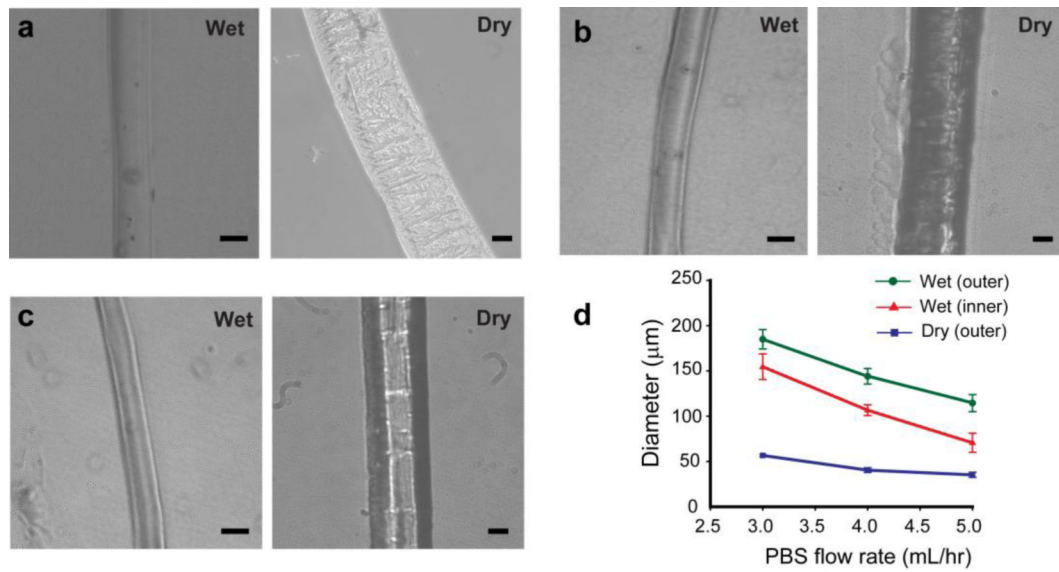 a
Wet
Dry
b
Wet
Dry
c
Wet
Dry
d
Wet (outer)
Wet (inner)
Dry (outer)
Diameter (μm)
250
200
150
100
50
0
2.5 3.0 3.5 4.0 4.5 5.0
PBS flow rate (mL/hr)